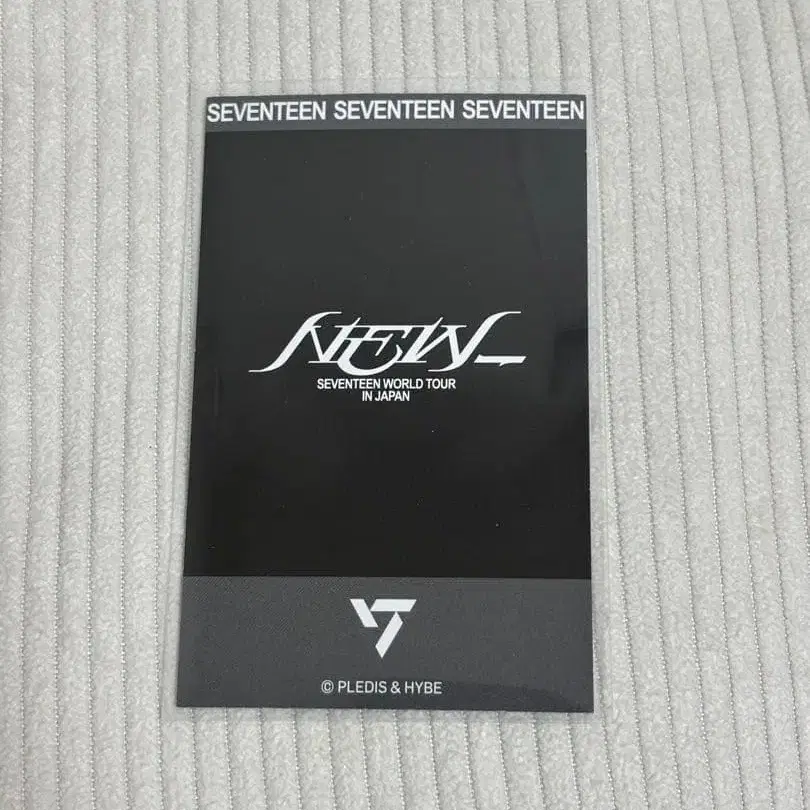 SEVENTEEN SEVENTEEN SEVENTEEN
NEW_
SEVENTEEN WORLD TOUR
IN JAPAN
© PLEDIS & HYBE